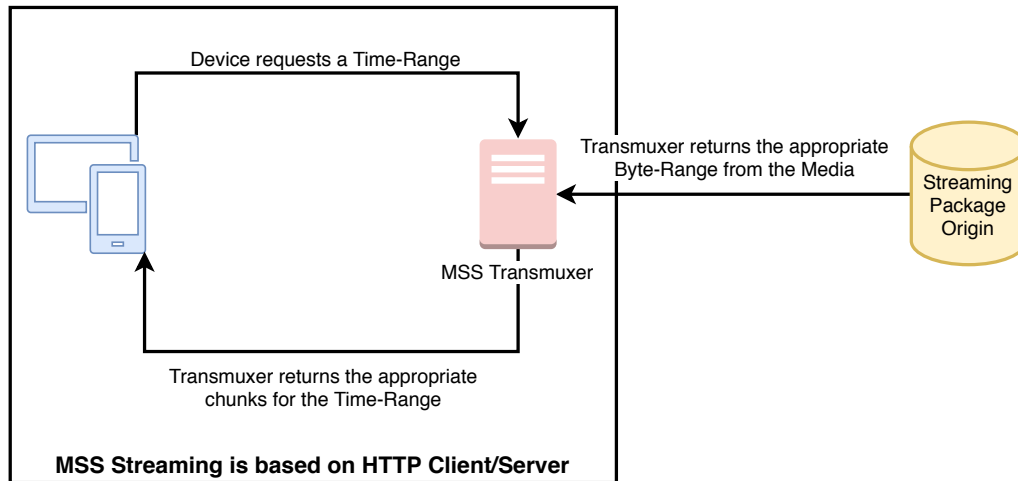 Device requests a Time-Range
Transmuxer returns the appropriate
Byte-Range from the Media
Streaming
Package
Origin
MSS Transmuxer
Transmuxer returns the appropriate
chunks for the Time-Range
MSS Streaming is based on HTTP Client/Server